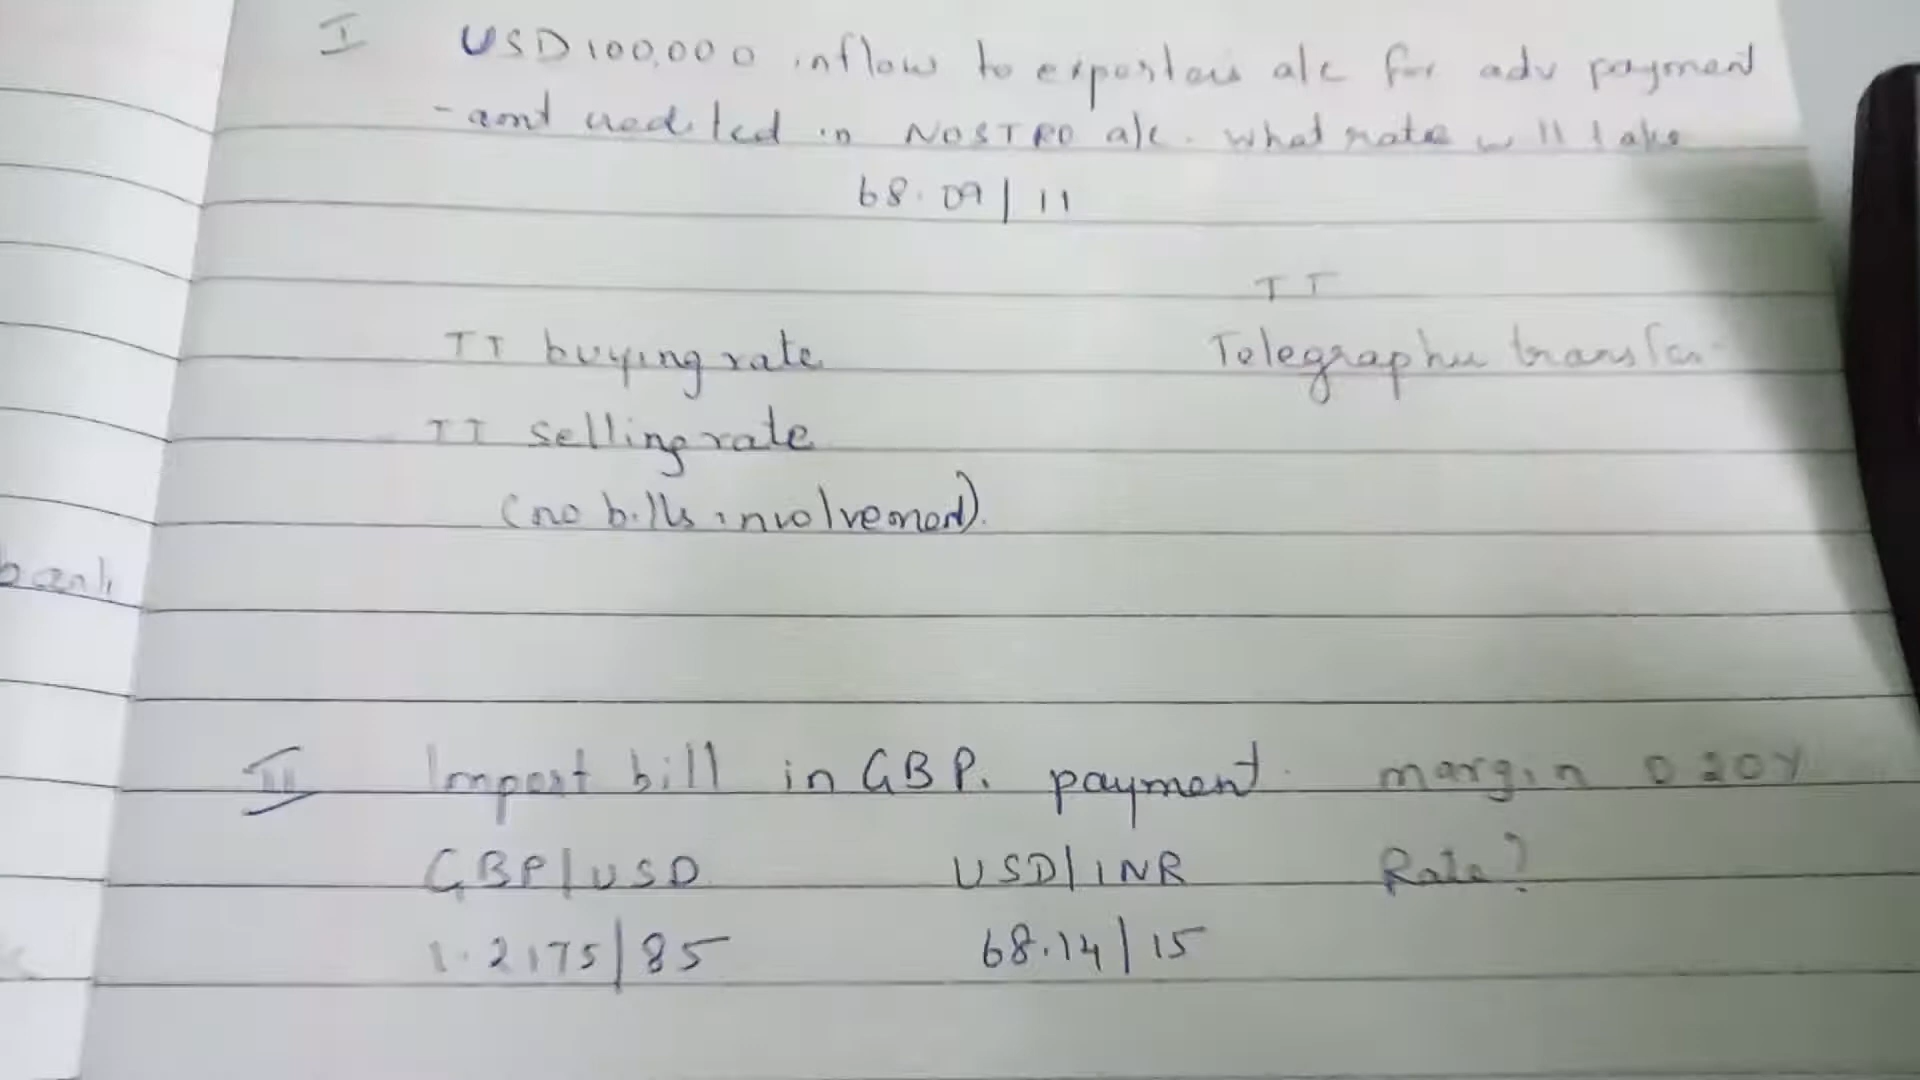 I USD 100,000 inflow to exporters a/c for adv payment
- amt credited in NOSTRO a/c. what rate will take
68.09/11
TT
TT buying rate Telegraphic transfer
TT selling rate
(no bills involvement).
bank
II Import bill in GBP. payment. margin 0.20%
GBP/USD USD/INR Rate?
1.2175/85 68.14/15